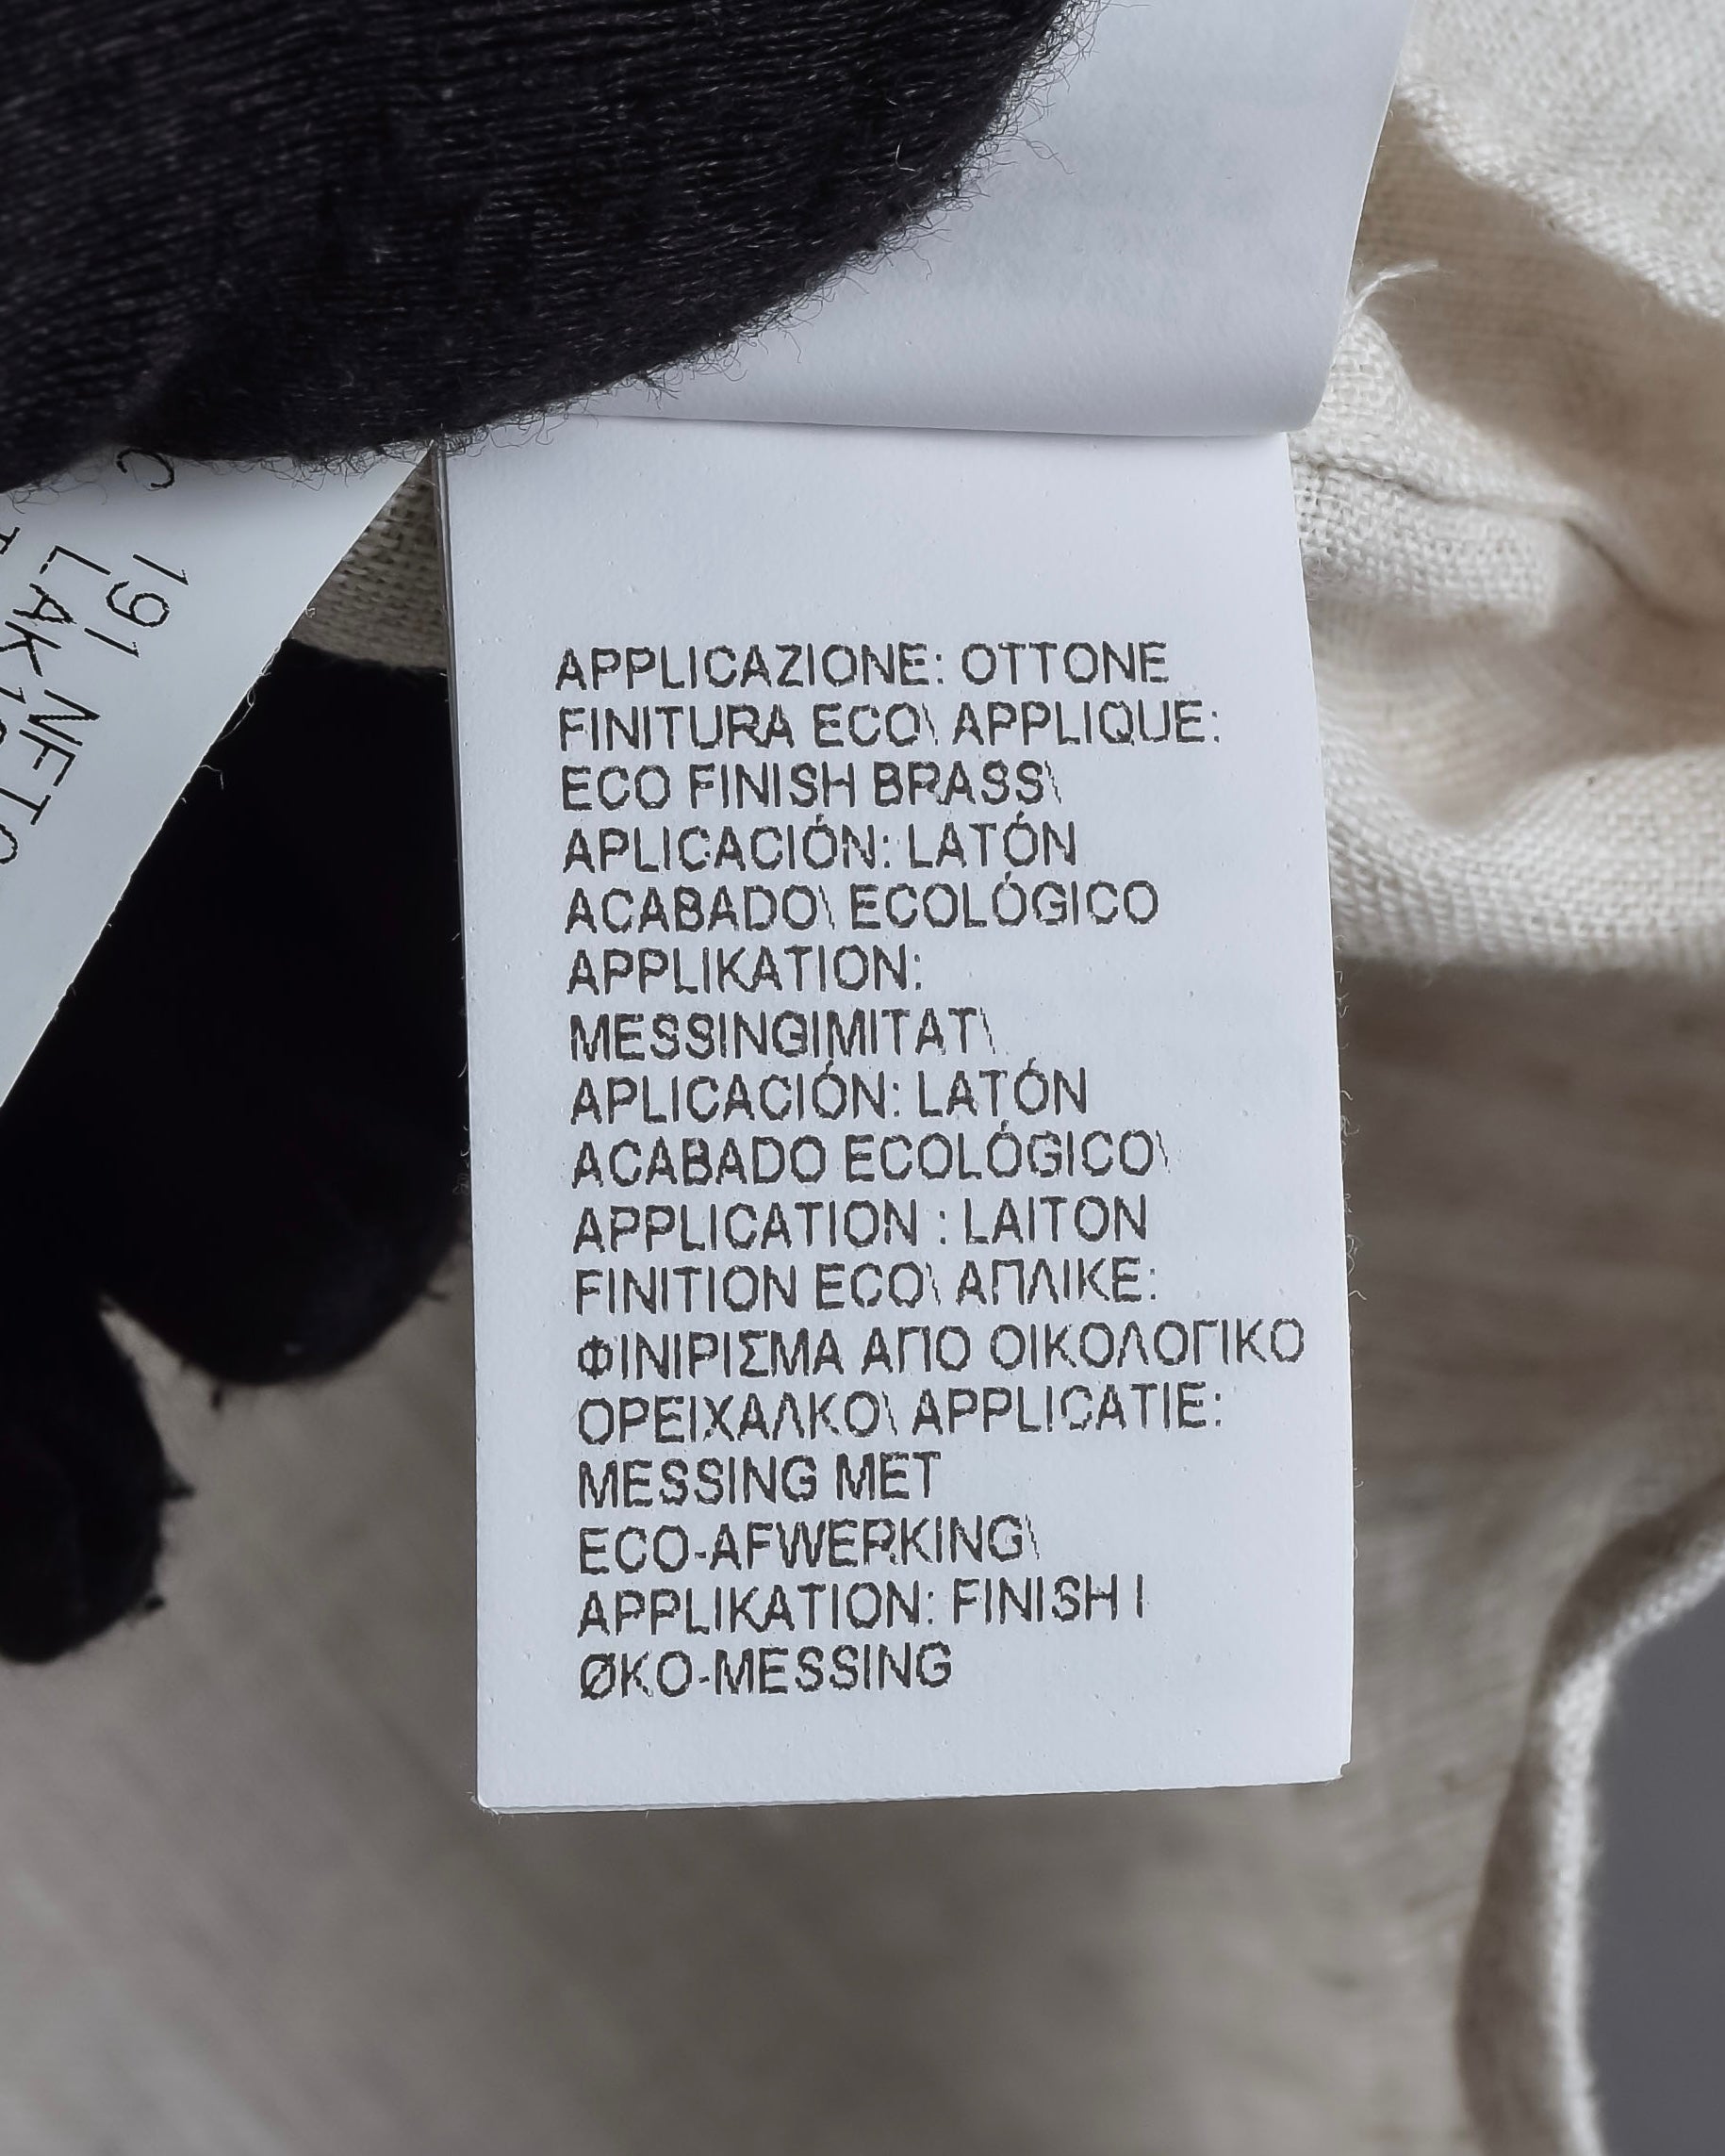 APPLICAZIONE: OTTONE
FINITURA ECO\ APPLIQUE:
ECO FINISH BRASS\
APLICACIÓN: LATÓN
ACABADO\ ECOLÓGICO
APPLIKATION:
MESSINGIMITAT\
APLICACIÓN: LATÓN
ACABADO ECOLÓGICO\
APPLICATION : LAITON
FINITION ECO\ ΑΠΛΙΚΕ:
ΦΙΝΙΡΙΣΜΑ ΑΠΟ ΟΙΚΟΛΟΓΙΚΟ
ΟΡΕΙΧΑΛΚΟ\ APPLICATIE:
MESSING MET
ECO-AFWERKING\
APPLIKATION: FINISH I
ØKO-MESSING
191